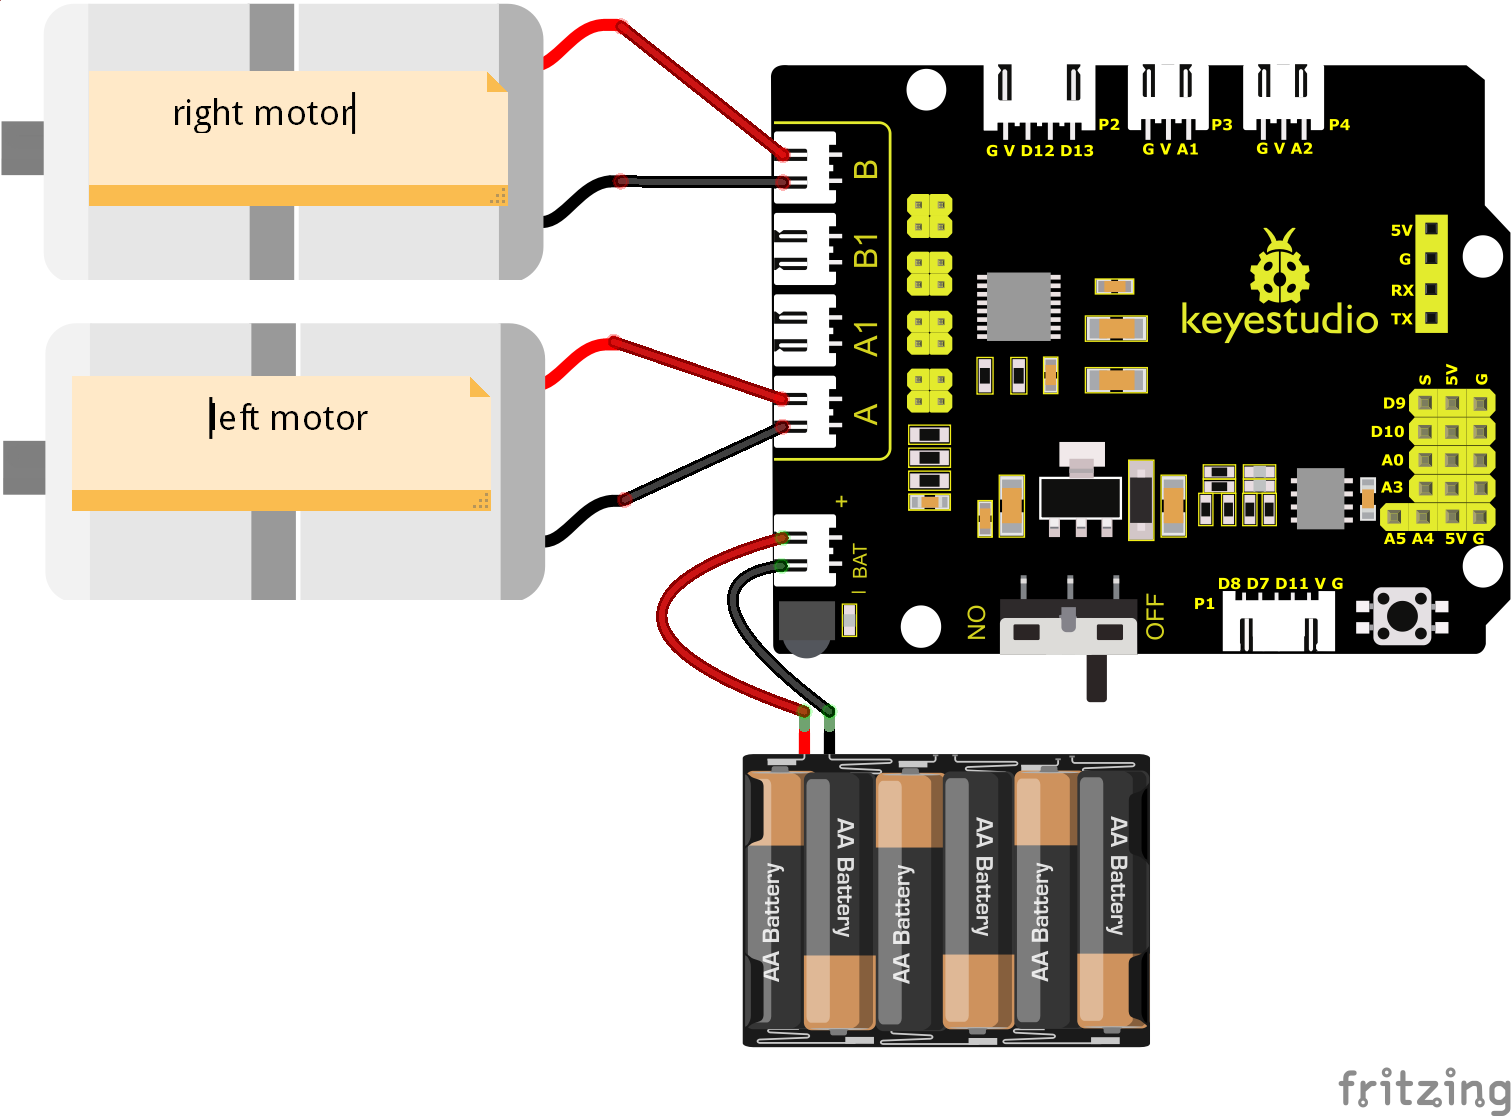 right motor
left motor
B
B1
A1
A
+
BAT
P2
G V D12 D13
P3
G V A1
P4
G V A2
5V
G
RX
TX
keyestudio
S 5V G
D9
D10
A0
A3
A5 A4 5V G
NO
OFF
D8 D7 D11 V G
P1
AA Battery
AA Battery
AA Battery
AA Battery
AA Battery
AA Battery
fritzing